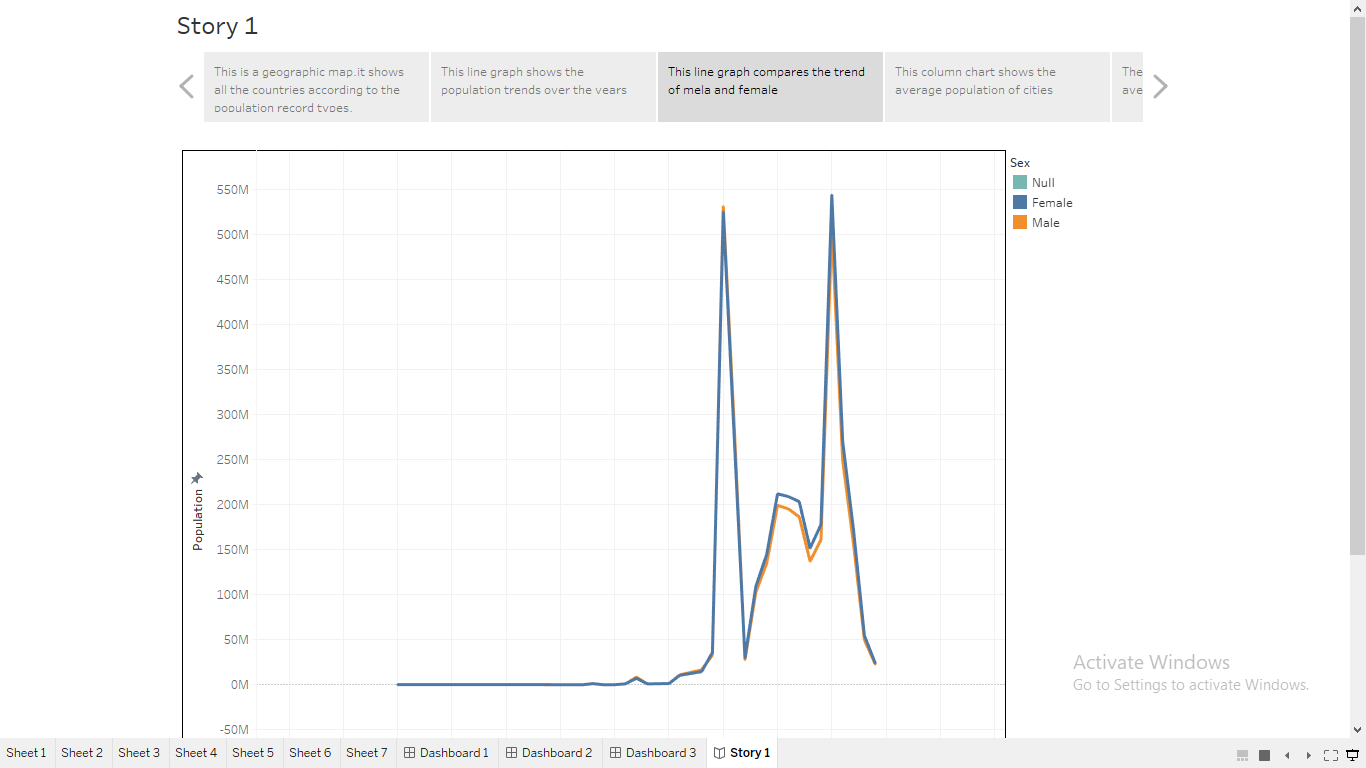 Story 1
This is a geographic map.it shows
all the countries according to the
population record types.
This line graph shows the
population trends over the years
This line graph compares the trend
of mela and female
This column chart shows the
average population of cities
The
ave
Sex
Null
Female
Male
550M
500M
450M
400M
350M
300M
250M
200M
150M
100M
50M
0M
-50M
Population
Activate Windows
Go to Settings to activate Windows.
Sheet 1
Sheet 2
Sheet 3
Sheet 4
Sheet 5
Sheet 6
Sheet 7
Dashboard 1
Dashboard 2
Dashboard 3
Story 1